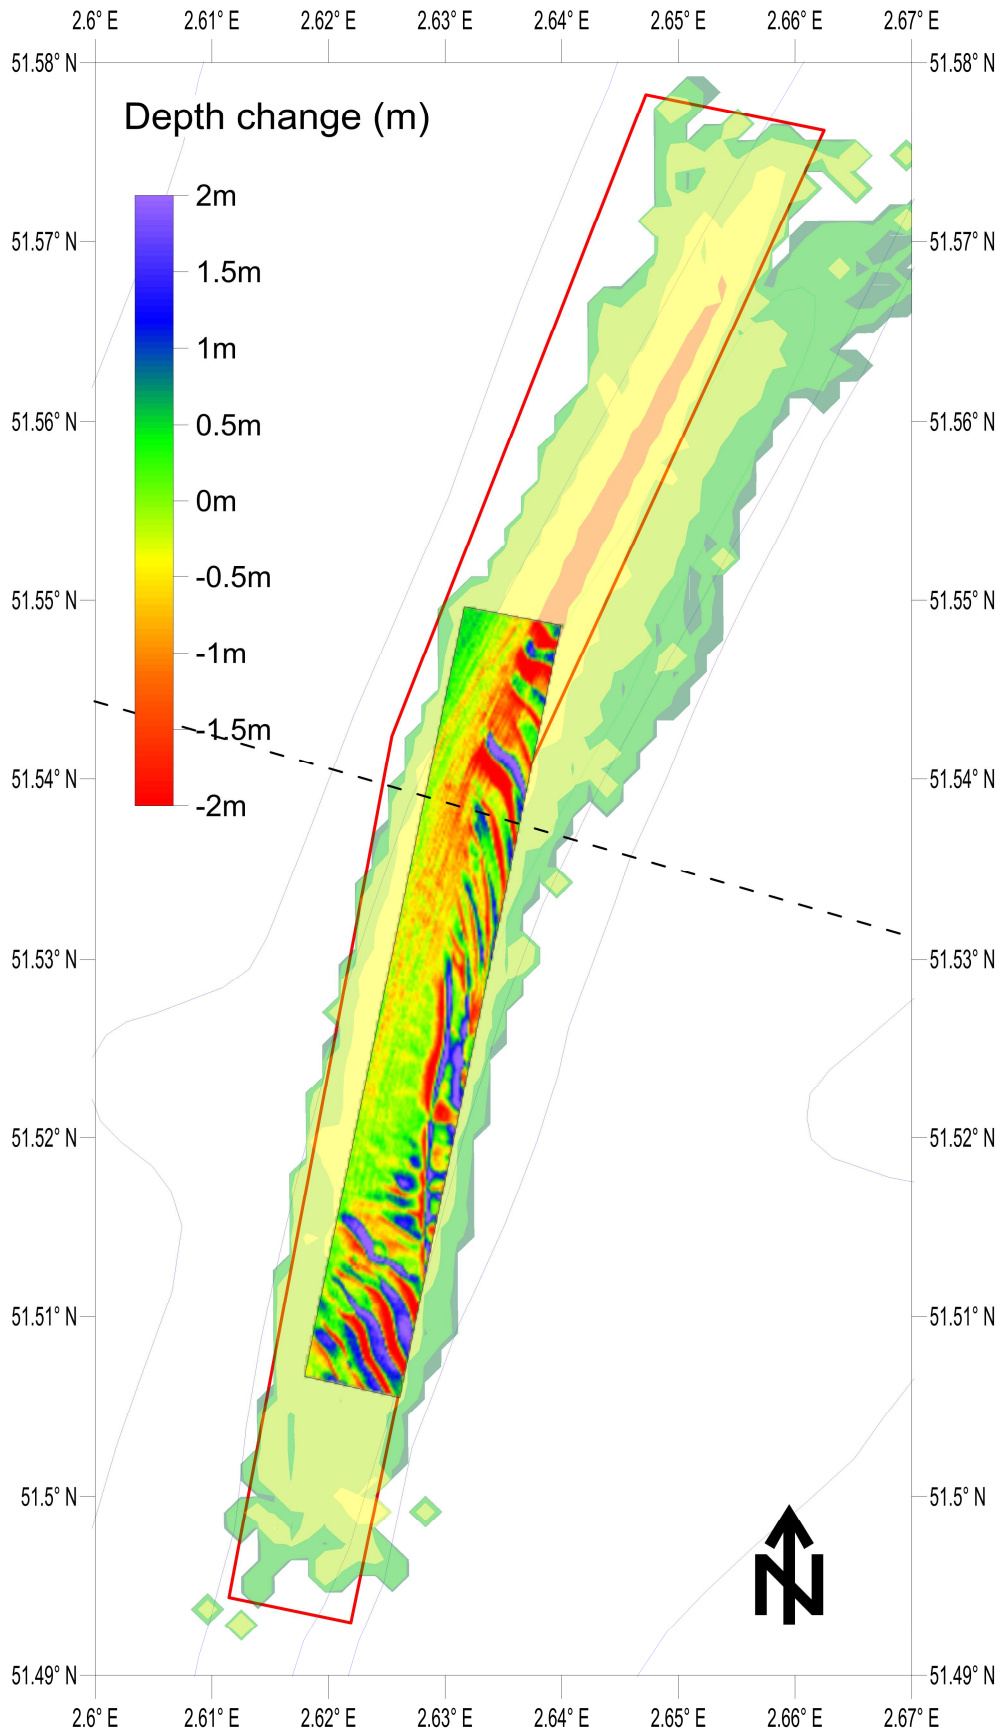 2.6° E 2.61° E 2.62° E 2.63° E 2.64° E 2.65° E 2.66° E 2.67° E
51.58° N 51.58° N
Depth change (m)
2m
51.57° N 51.57° N
1.5m
1m
51.56° N 0.5m 51.56° N
0m
-0.5m
51.55° N 51.55° N
-1m
-1.5m
51.54° N 51.54° N
-2m
51.53° N 51.53° N
51.52° N 51.52° N
51.51° N 51.51° N
51.5° N 51.5° N
N
51.49° N 51.49° N
2.6° E 2.61° E 2.62° E 2.63° E 2.64° E 2.65° E 2.66° E 2.67° E